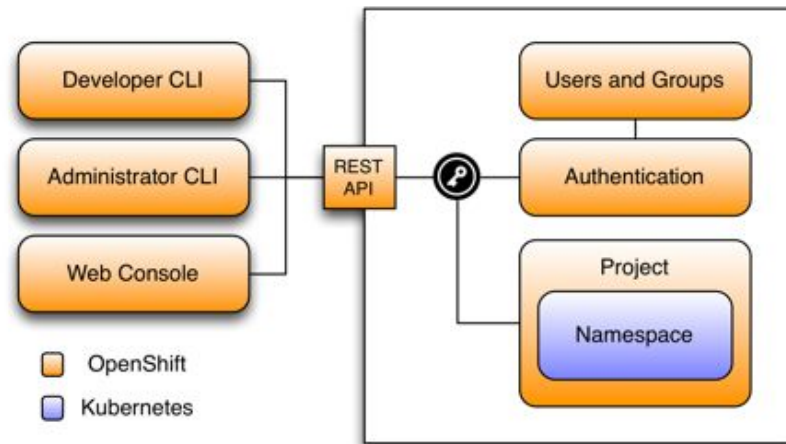 Developer CLI
Administrator CLI
Web Console
OpenShift
Kubernetes
REST
API
Users and Groups
Authentication
Project
Namespace